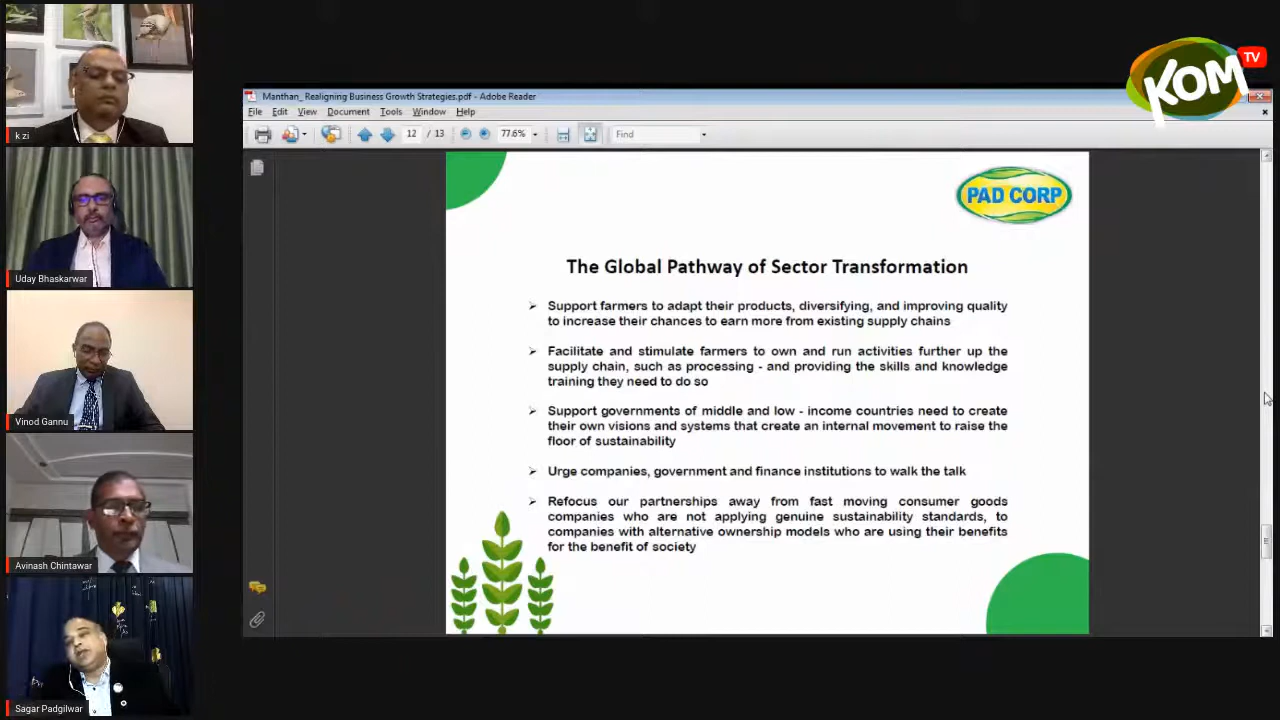 KOM TV
k zi
Uday Bhaskarwar
Vinod Gannu
Avinash Chintawar
Sagar Padgilwar
Manthan_ Realigning Business Growth Strategies.pdf - Adobe Reader
File Edit View Document Tools Window Help
12 / 13 77.6% Find
PAD CORP
The Global Pathway of Sector Transformation
Support farmers to adapt their products, diversifying, and improving quality
to increase their chances to earn more from existing supply chains
Facilitate and stimulate farmers to own and run activities further up the
supply chain, such as processing - and providing the skills and knowledge
training they need to do so
Support governments of middle and low - income countries need to create
their own visions and systems that create an internal movement to raise the
floor of sustainability
Urge companies, government and finance institutions to walk the talk
Refocus our partnerships away from fast moving consumer goods
companies who are not applying genuine sustainability standards, to
companies with alternative ownership models who are using their benefits
for the benefit of society